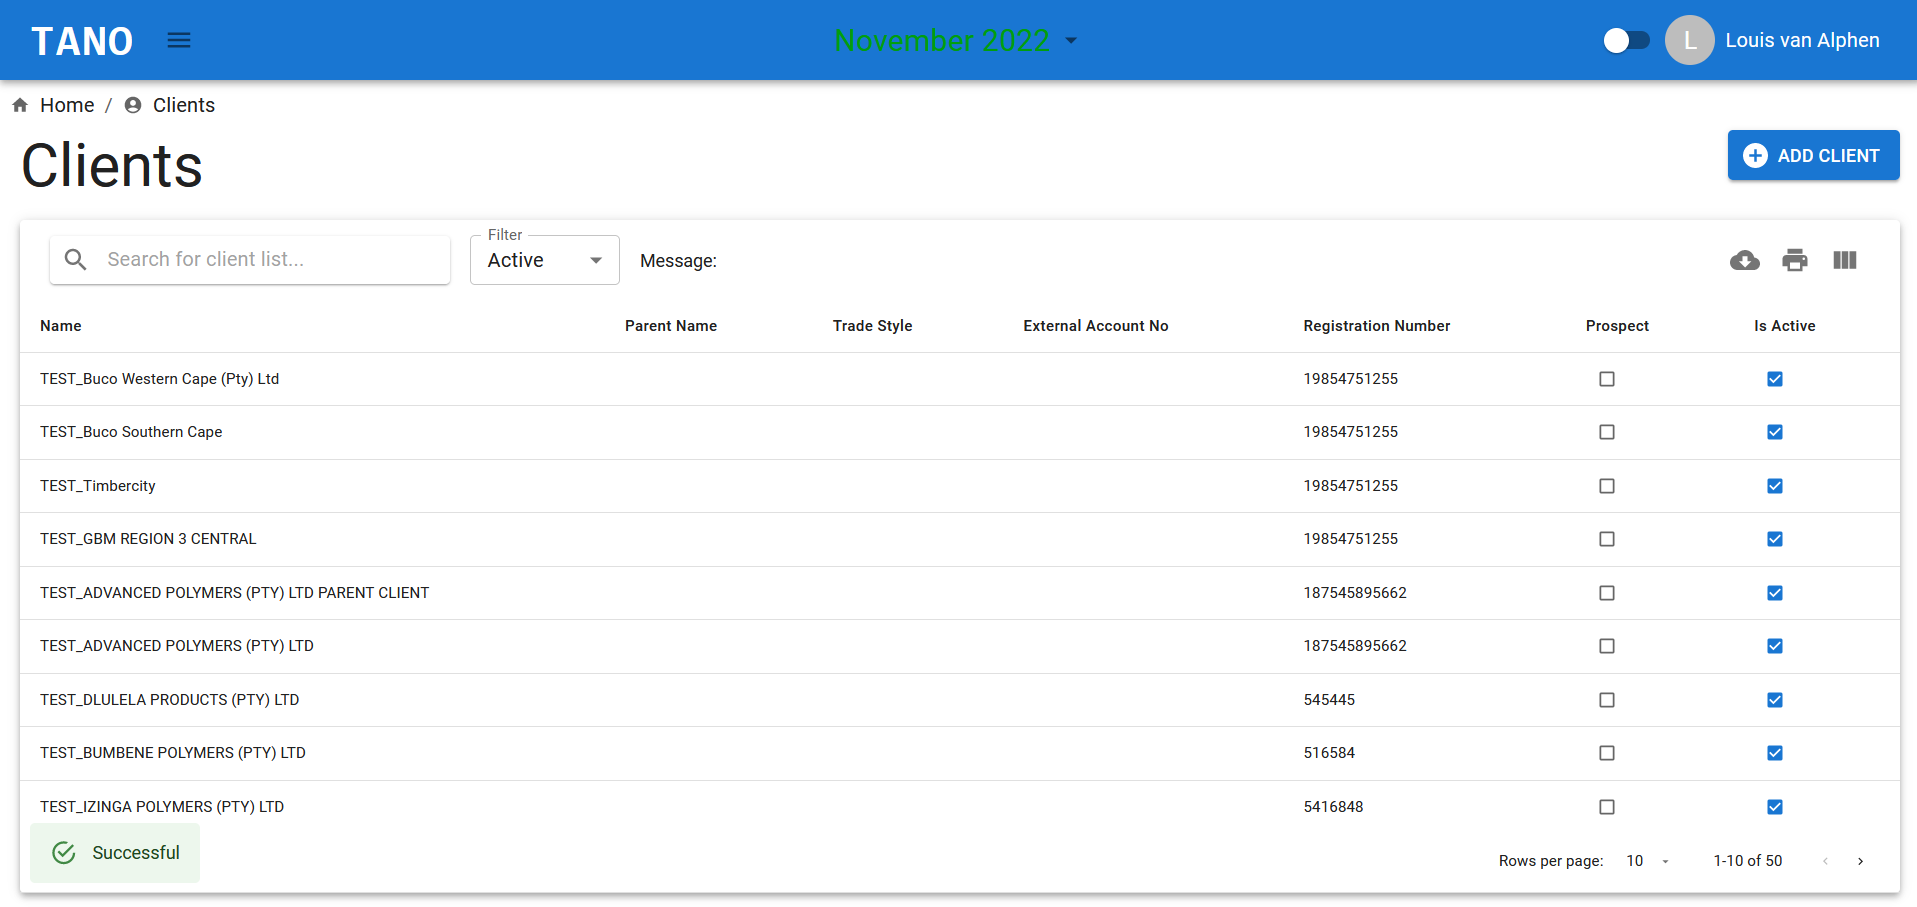 TANO
November 2022
L
Louis van Alphen
Home / Clients
Clients
ADD CLIENT
Search for client list...
Filter
Active
Message:
Name Parent Name Trade Style External Account No Registration Number Prospect Is Active
TEST_Buco Western Cape (Pty) Ltd 19854751255
TEST_Buco Southern Cape 19854751255
TEST_Timbercity 19854751255
TEST_GBM REGION 3 CENTRAL 19854751255
TEST_ADVANCED POLYMERS (PTY) LTD PARENT CLIENT 187545895662
TEST_ADVANCED POLYMERS (PTY) LTD 187545895662
TEST_DLULELA PRODUCTS (PTY) LTD 545445
TEST_BUMBENE POLYMERS (PTY) LTD 516584
TEST_IZINGA POLYMERS (PTY) LTD 5416848
Successful
Rows per page: 10 1-10 of 50